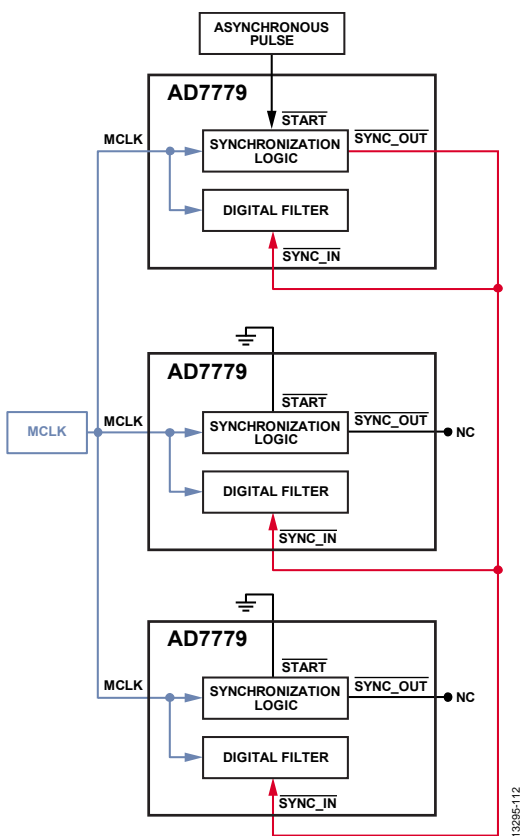 ASYNCHRONOUS
PULSE
AD7779
START
MCLK
SYNCHRONIZATION
LOGIC
SYNC_OUT
DIGITAL FILTER
SYNC_IN
AD7779
START
MCLK
MCLK
SYNCHRONIZATION
LOGIC
SYNC_OUT
NC
DIGITAL FILTER
SYNC_IN
AD7779
START
MCLK
SYNCHRONIZATION
LOGIC
SYNC_OUT
NC
DIGITAL FILTER
SYNC_IN
13295-112